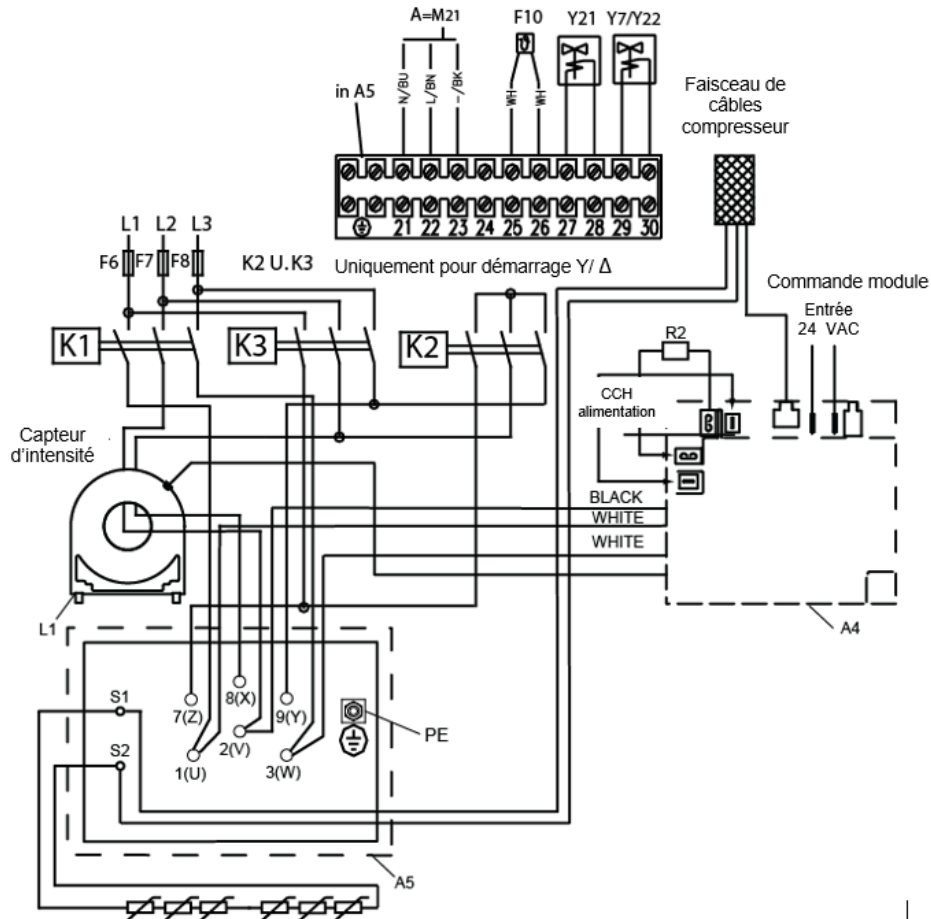 A=M21
F10
Y21
Y7/Y22
in A5
N/BU
L/BN
-/BK
WH
WH
Faisceau de
câbles
compresseur
21 22 23 24 25 26 27 28 29 30
L1 L2 L3
F6 F7 F8
K2 U.K3
Uniquement pour démarrage Y/ Δ
Commande module
Entrée
24 VAC
K1
K3
K2
R2
CCH
alimentation
Capteur
d'intensité
BLACK
WHITE
WHITE
L1
A4
S1
7(Z)
8(X)
9(Y)
PE
S2
1(U)
2(V)
3(W)
A5